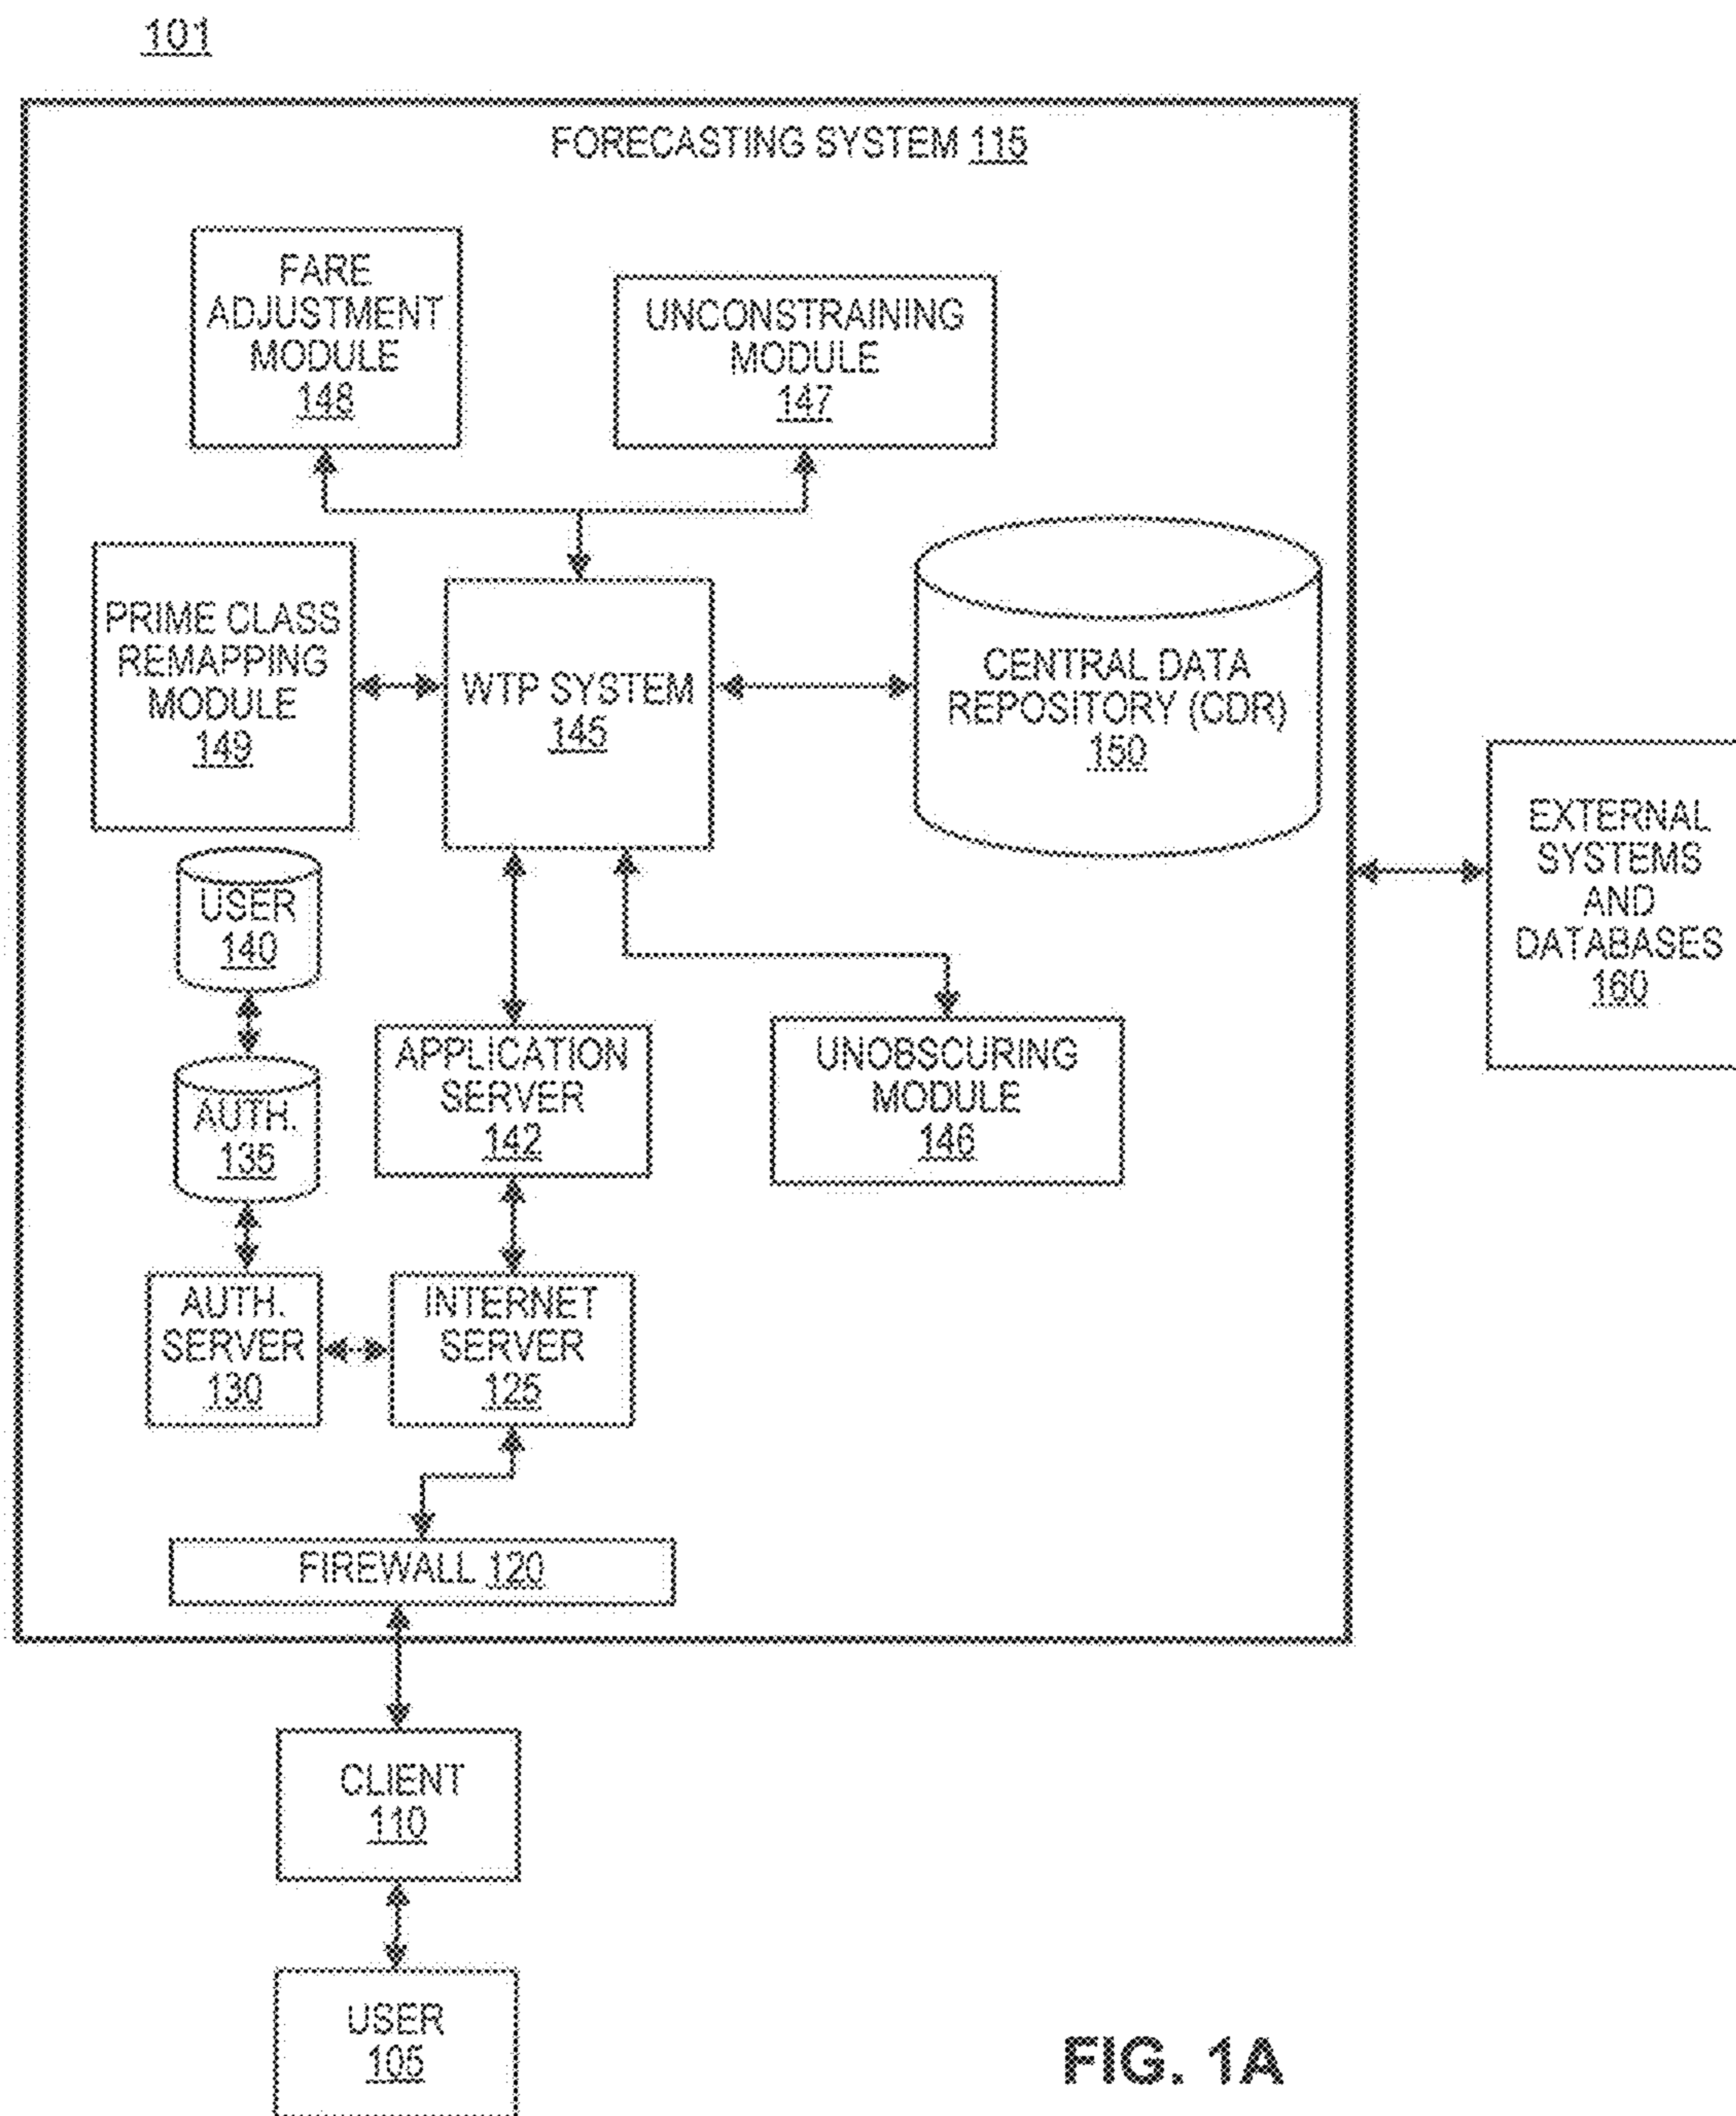 101
FORECASTING SYSTEM 115
FARE
ADJUSTMENT
MODULE
148
UNCONSTRAINING
MODULE
147
PRIME CLASS
REMAPPING
MODULE
149
WTP SYSTEM
145
CENTRAL DATA
REPOSITORY (CDR)
150
EXTERNAL
SYSTEMS
AND
DATABASES
160
USER
140
AUTH.
135
APPLICATION
SERVER
142
UNOBSCURING
MODULE
146
AUTH.
SERVER
130
INTERNET
SERVER
125
FIREWALL 120
CLIENT
110
USER
105
FIG. 1A